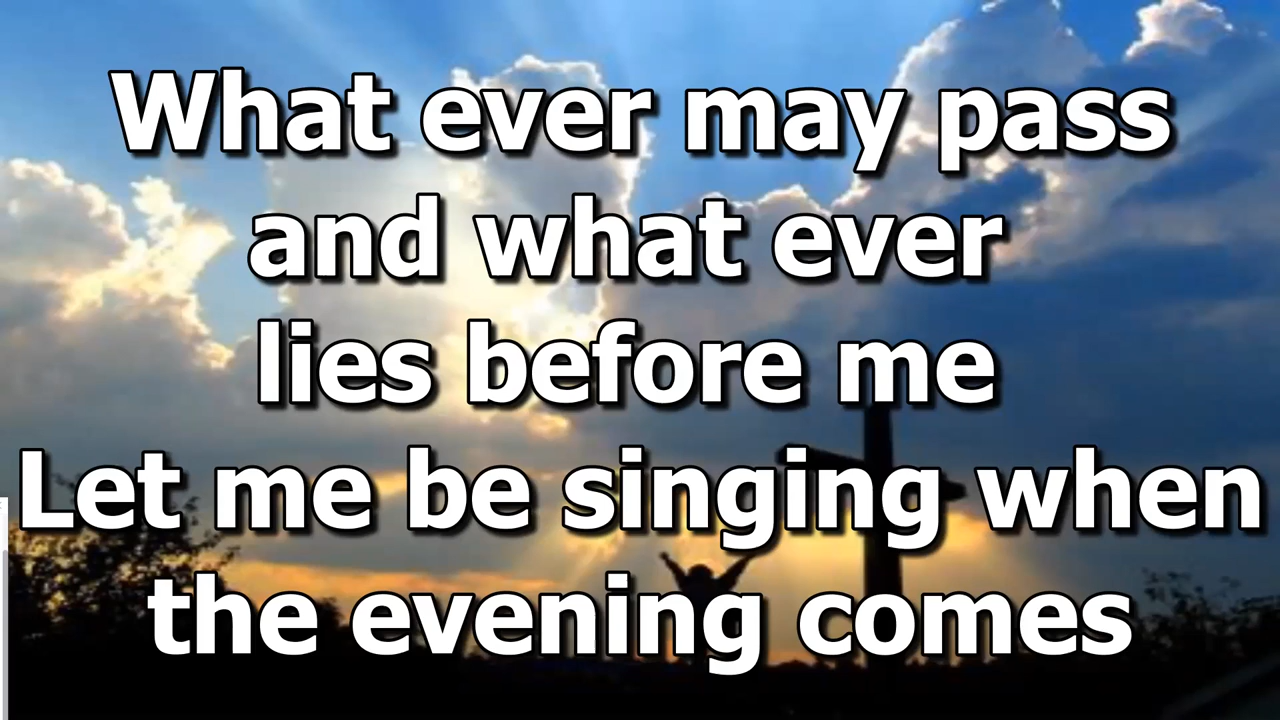 What ever may pass
and what ever
lies before me
Let me be singing when
the evening comes